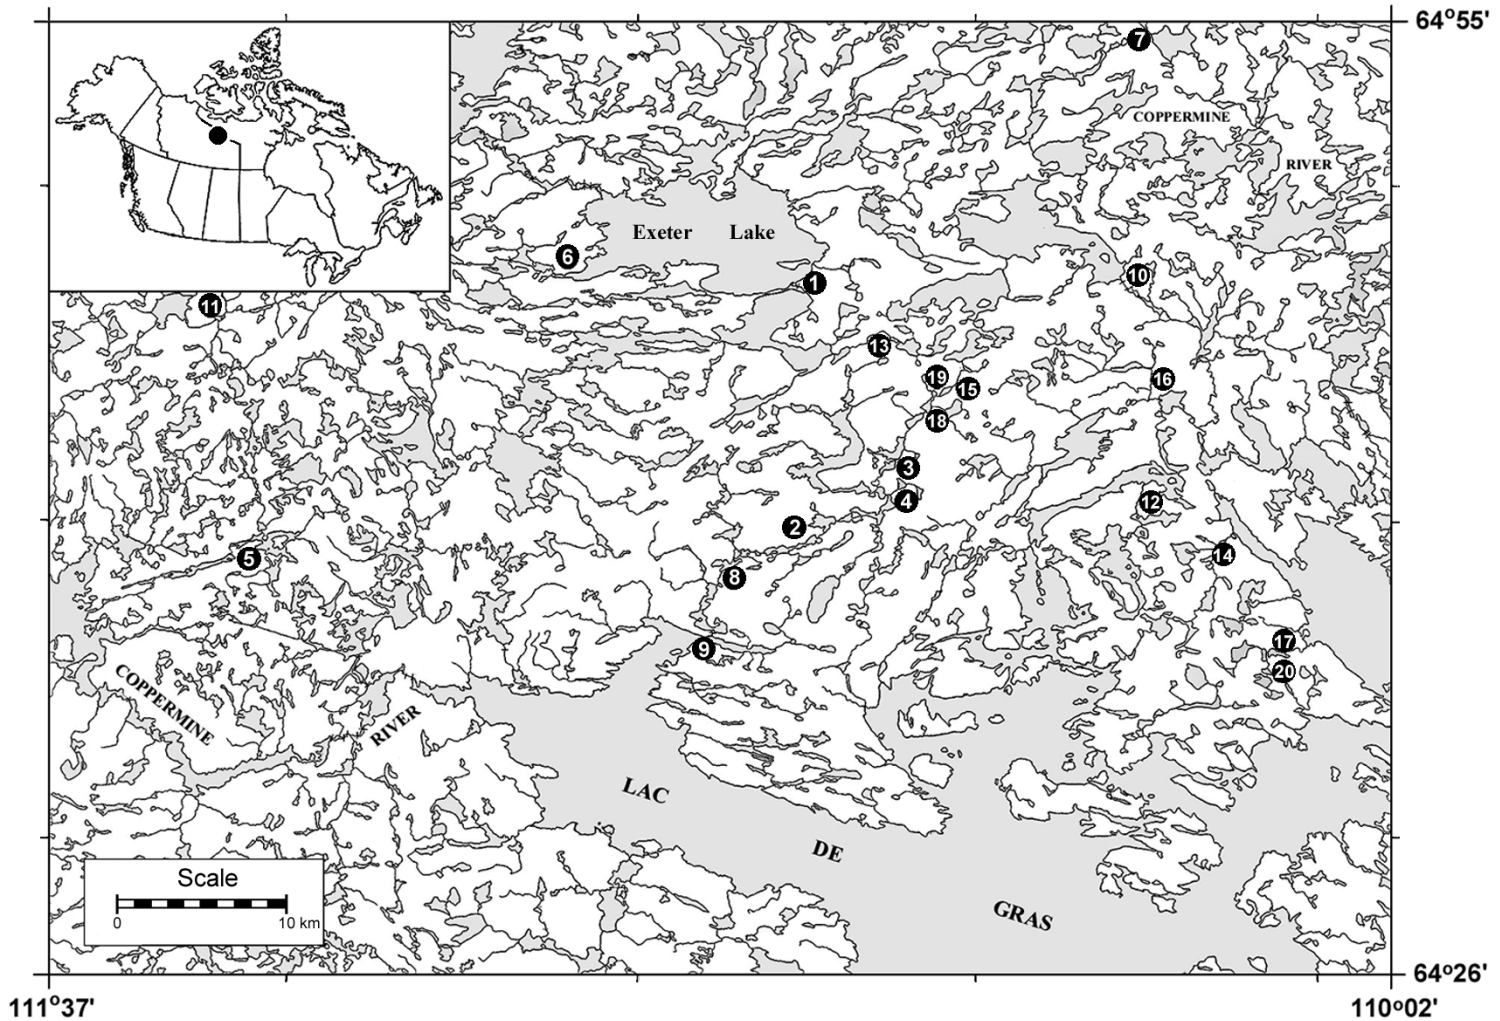 64°55'
7
COPPERMINE
RIVER
Exeter Lake
6
1
10
11
13
19
15
16
18
3
4
12
2
5
14
8
17
9
20
COPPERMINE
RIVER
LAC
DE
GRAS
Scale
0 10 km
64°26'
111°37'
110°02'